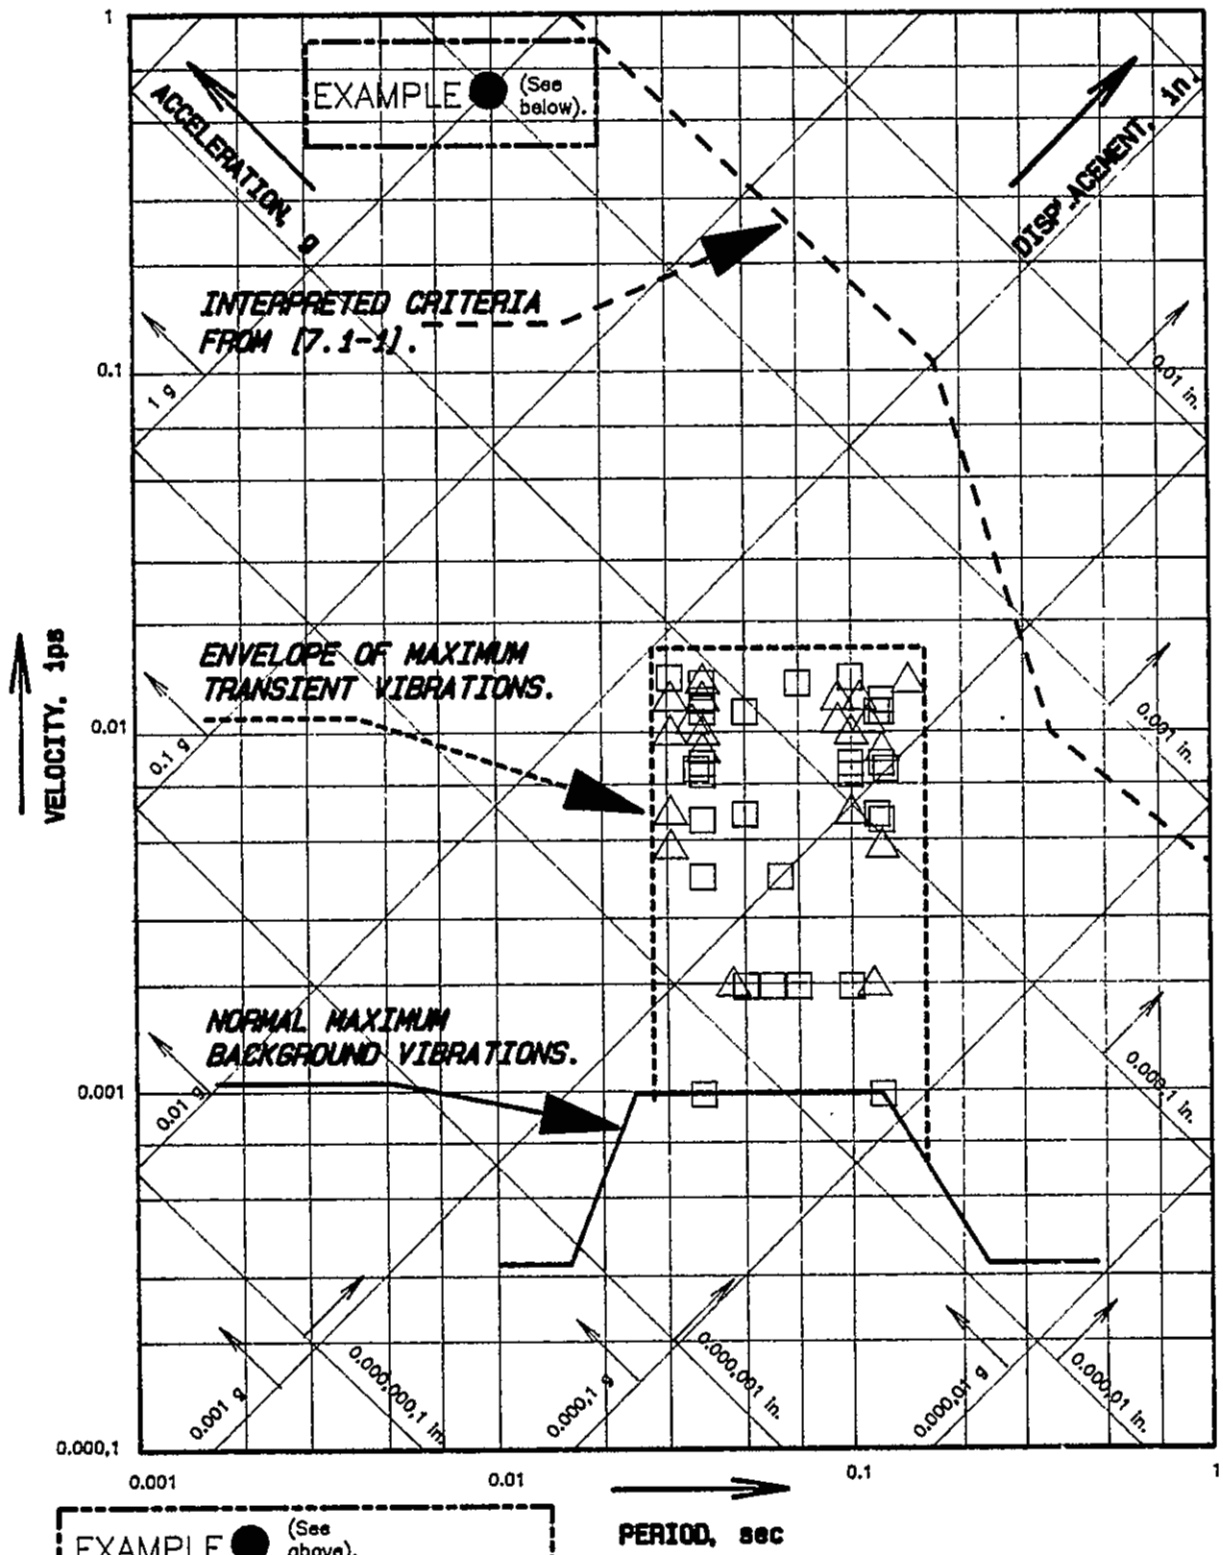 1
EXAMPLE (See
below).
ACCELERATION, g
DISPLACEMENT, in.
INTERPRETED CRITERIA
FROM [7.1-1].
0.1
1 g
0.01 in.
ENVELOPE OF MAXIMUM
TRANSIENT VIBRATIONS.
VELOCITY, ips
0.01
0.1 g
0.001 in.
NORMAL MAXIMUM
BACKGROUND VIBRATIONS.
0.001
0.01 g
0.000,1 in.
0.001 g
0.000,000,1 in.
0.000,1 g
0.000,001 in.
0.000,01 g
0.000,01 in.
0.000,1
0.001
0.01
0.1
1
PERIOD, sec
EXAMPLE (See
above).